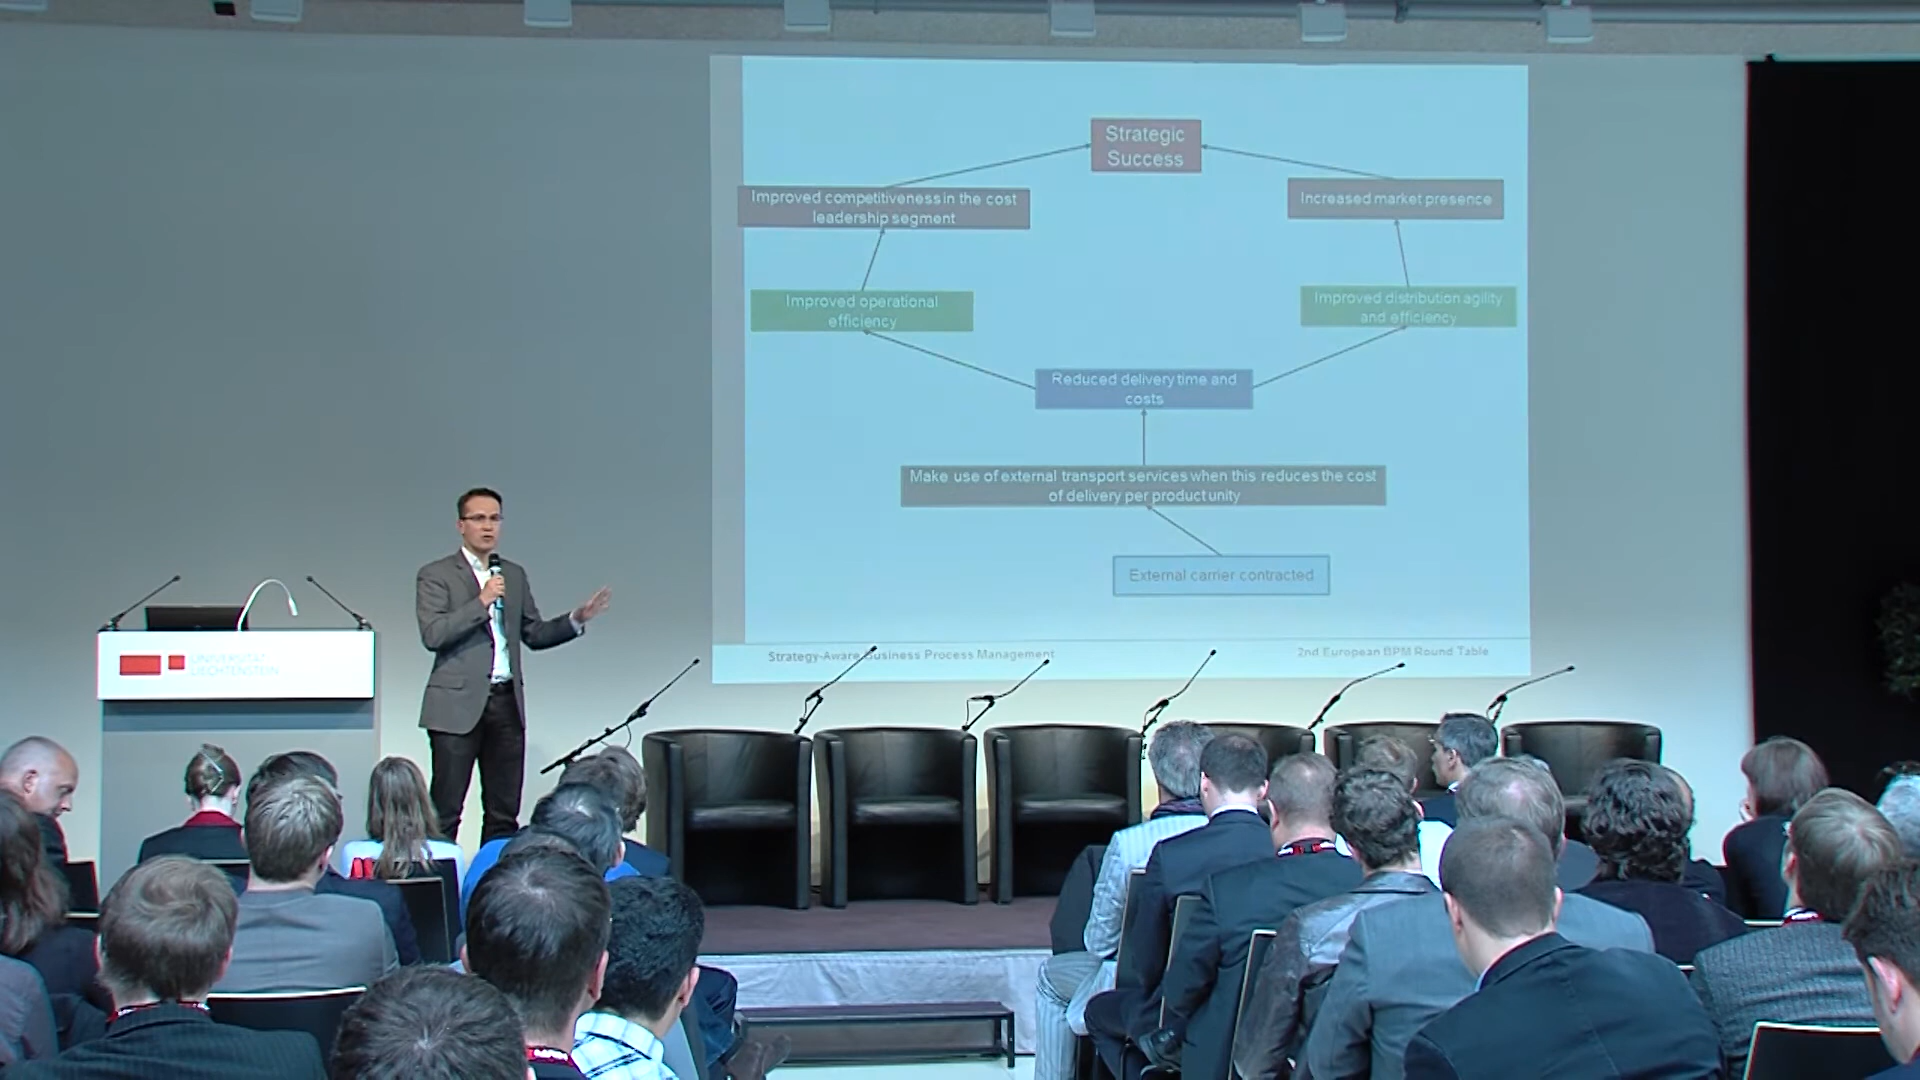 Strategic
Success
Improved competitiveness in the cost
leadership segment
Increased market presence
Improved operational
efficiency
Improved distribution agility
and efficiency
Reduced delivery time and
costs
Make use of external transport services when this reduces the cost
of delivery per product unity
External carrier contracted
Strategy-Aware Business Process Management
2nd European BPM Round Table
UNIVERSITÄT
LIECHTENSTEIN